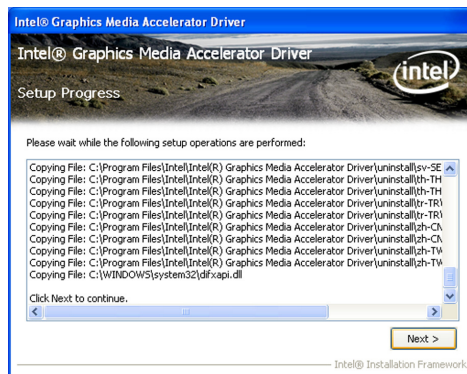 Intel® Graphics Media Accelerator Driver
Intel® Graphics Media Accelerator Driver
intel
Setup Progress
Please wait while the following setup operations are performed:
Copying File: C:\Program Files\Intel\Intel(R) Graphics Media Accelerator Driver\uninstall\sv-SE
Copying File: C:\Program Files\Intel\Intel(R) Graphics Media Accelerator Driver\uninstall\th-TH
Copying File: C:\Program Files\Intel\Intel(R) Graphics Media Accelerator Driver\uninstall\th-TH
Copying File: C:\Program Files\Intel\Intel(R) Graphics Media Accelerator Driver\uninstall\tr-TR\
Copying File: C:\Program Files\Intel\Intel(R) Graphics Media Accelerator Driver\uninstall\tr-TR\
Copying File: C:\Program Files\Intel\Intel(R) Graphics Media Accelerator Driver\uninstall\zh-CN
Copying File: C:\Program Files\Intel\Intel(R) Graphics Media Accelerator Driver\uninstall\zh-CN
Copying File: C:\Program Files\Intel\Intel(R) Graphics Media Accelerator Driver\uninstall\zh-TW
Copying File: C:\Program Files\Intel\Intel(R) Graphics Media Accelerator Driver\uninstall\zh-TW
Copying File: C:\WINDOWS\system32\difxapi.dll
Click Next to continue.
Next >
Intel® Installation Framework